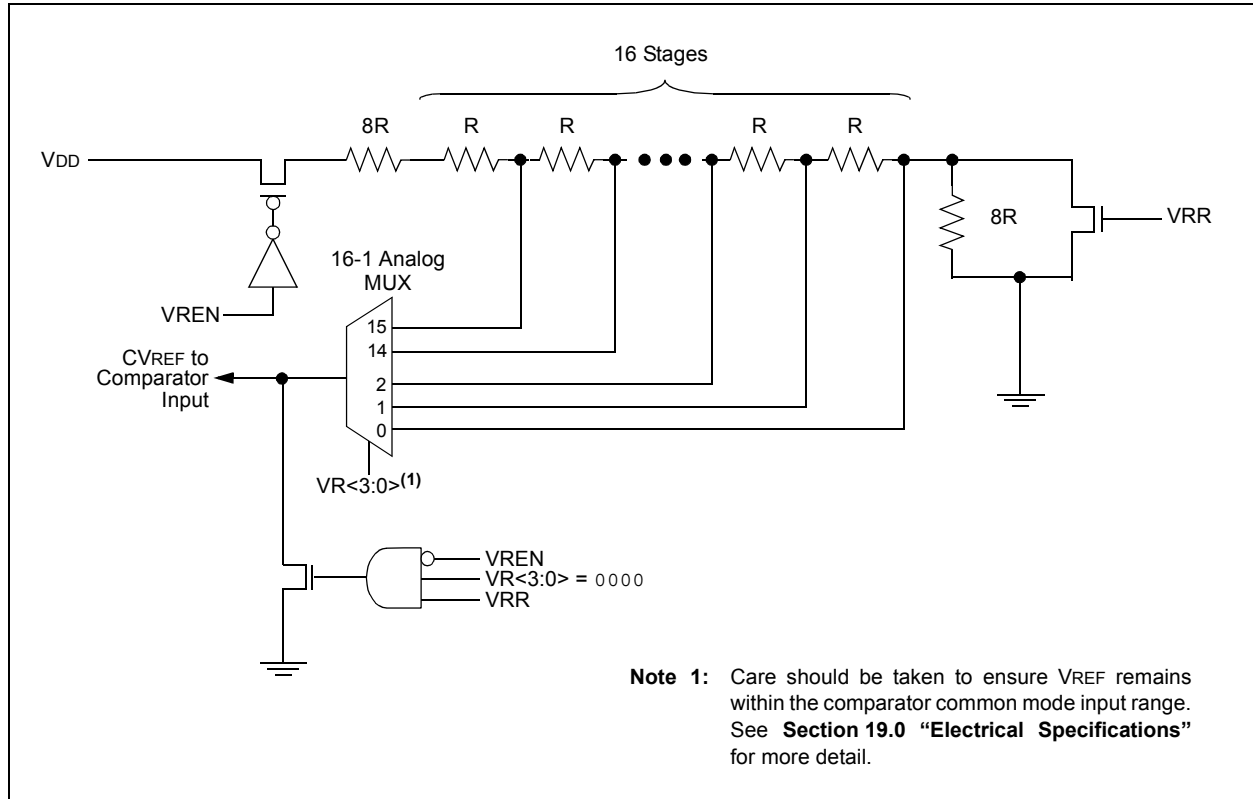 16 Stages
8R
R
R
R
R
VDD
8R
VRR
16-1 Analog
MUX
VREN
15
14
2
1
0
CVREF to
Comparator
Input
VR<3:0>(1)
VREN
VR<3:0> = 0000
VRR
Note 1: Care should be taken to ensure VREF remains
within the comparator common mode input range.
See Section 19.0 “Electrical Specifications”
for more detail.